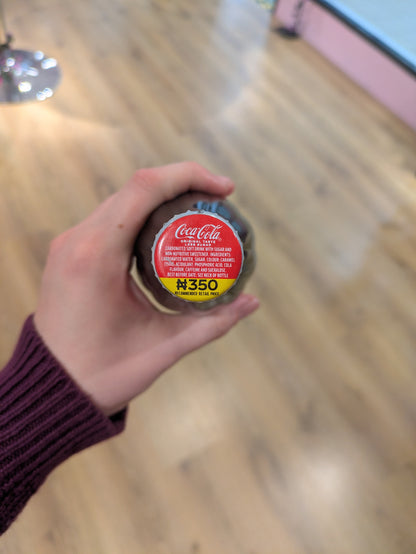 Coca-Cola
ORIGINAL TASTE
LESS SUGAR
CARBONATED SOFT DRINK WITH SUGAR AND
NON-NUTRITIVE SWEETENER. INGREDIENTS:
CARBONATED WATER, SUGAR, COLOUR: CARAMEL
ACIDULANT: PHOSPHORIC ACID, COLA
FLAVOUR, CAFFEINE AND SUCRALOSE.
BEST BEFORE DATE: SEE NECK OF BOTTLE
₦350
RECOMMENDED RETAIL PRICE